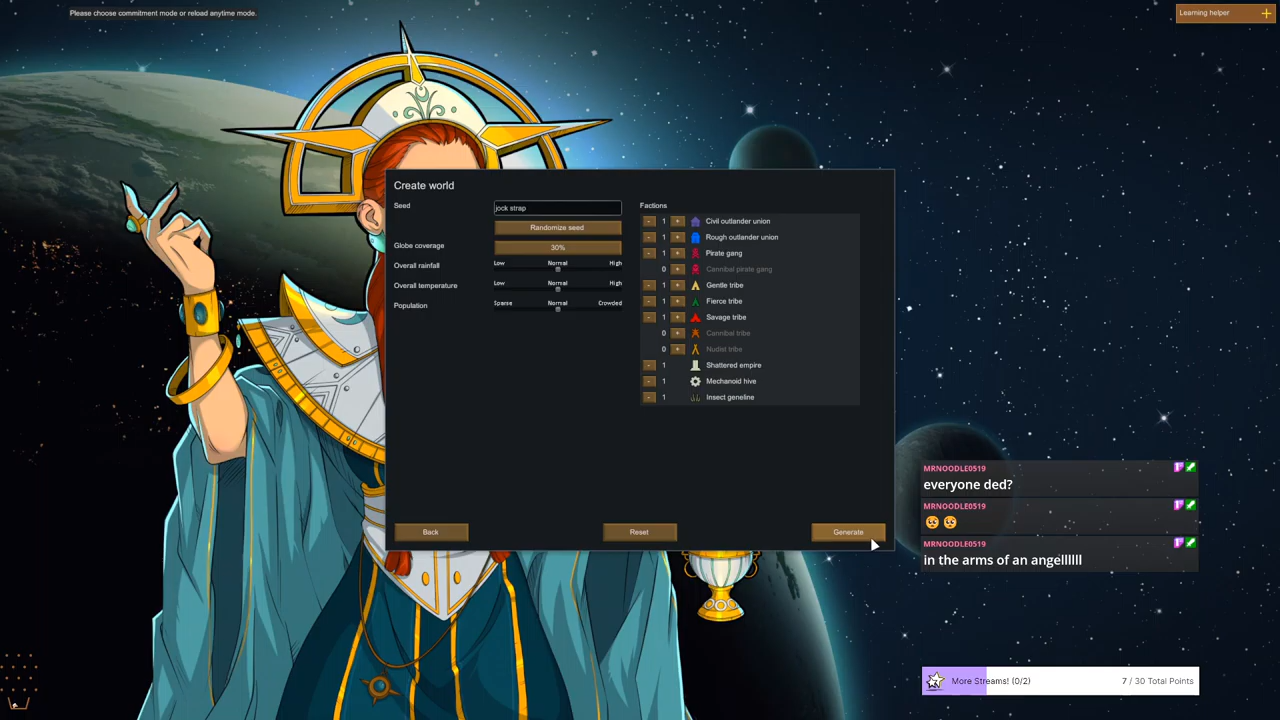 Please choose commitment mode or reload anytime mode.
Learning helper
Create world
Seed
jock strap
Randomize seed
Globe coverage
30%
Overall rainfall
Low Normal High
Overall temperature
Low Normal High
Population
Sparse Normal Crowded
Factions
- 1 + Civil outlander union
- 1 + Rough outlander union
- 1 + Pirate gang
0 + Cannibal pirate gang
- 1 + Gentle tribe
- 1 + Fierce tribe
- 1 + Savage tribe
0 + Cannibal tribe
0 + Nudist tribe
- 1 Shattered empire
- 1 Mechanoid hive
- 1 Insect geneline
Back
Reset
Generate
MRNOODLE0519
everyone ded?
MRNOODLE0519
🥺 🥺
MRNOODLE0519
in the arms of an angellllll
More Streams! (0/2)
7 / 30 Total Points